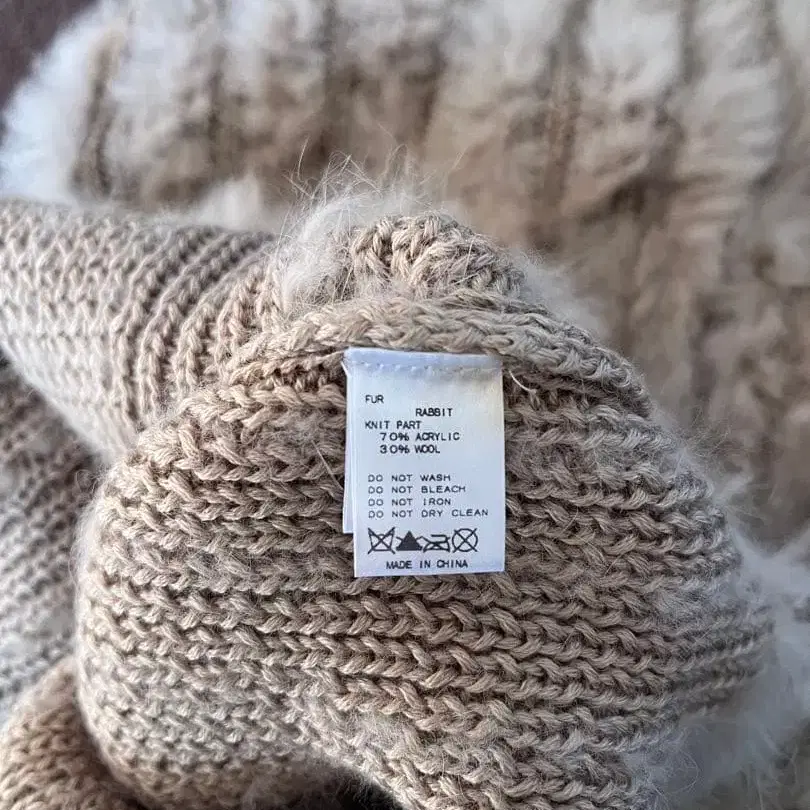 FUR
RABBIT
KNIT PART
70% ACRYLIC
30% WOOL
DO NOT WASH
DO NOT BLEACH
DO NOT IRON
DO NOT DRY CLEAN
MADE IN CHINA